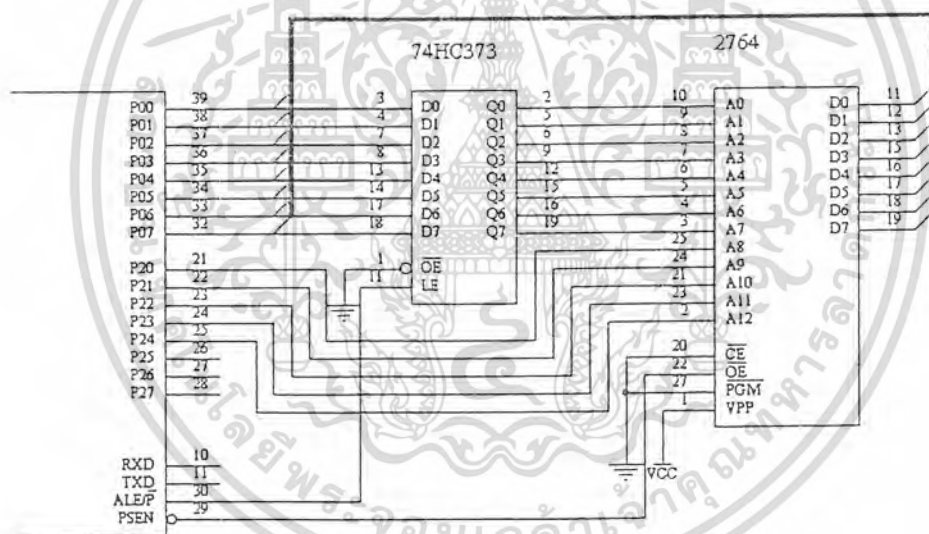 74HC373
2764
P00 39
P01 38
P02 37
P03 36
P04 35
P05 34
P06 33
P07 32
P20 21
P21 22
P22 23
P23 24
P24 25
P25 26
P26 27
P27 28
RXD 10
TXD 11
ALE/P 30
PSEN 29
3 D0 Q0 2
4 D1 Q1 5
7 D2 Q2 6
8 D3 Q3 9
13 D4 Q4 12
14 D5 Q5 15
17 D6 Q6 16
18 D7 Q7 19
1 OE
11 LE
10 A0
9 A1
8 A2
7 A3
6 A4
5 A5
4 A6
3 A7
25 A8
24 A9
21 A10
23 A11
2 A12
20 CE
22 OE
27 PGM
1 VPP
D0 11
D1 12
D2 13
D3 15
D4 16
D5 17
D6 18
D7 19
VCC